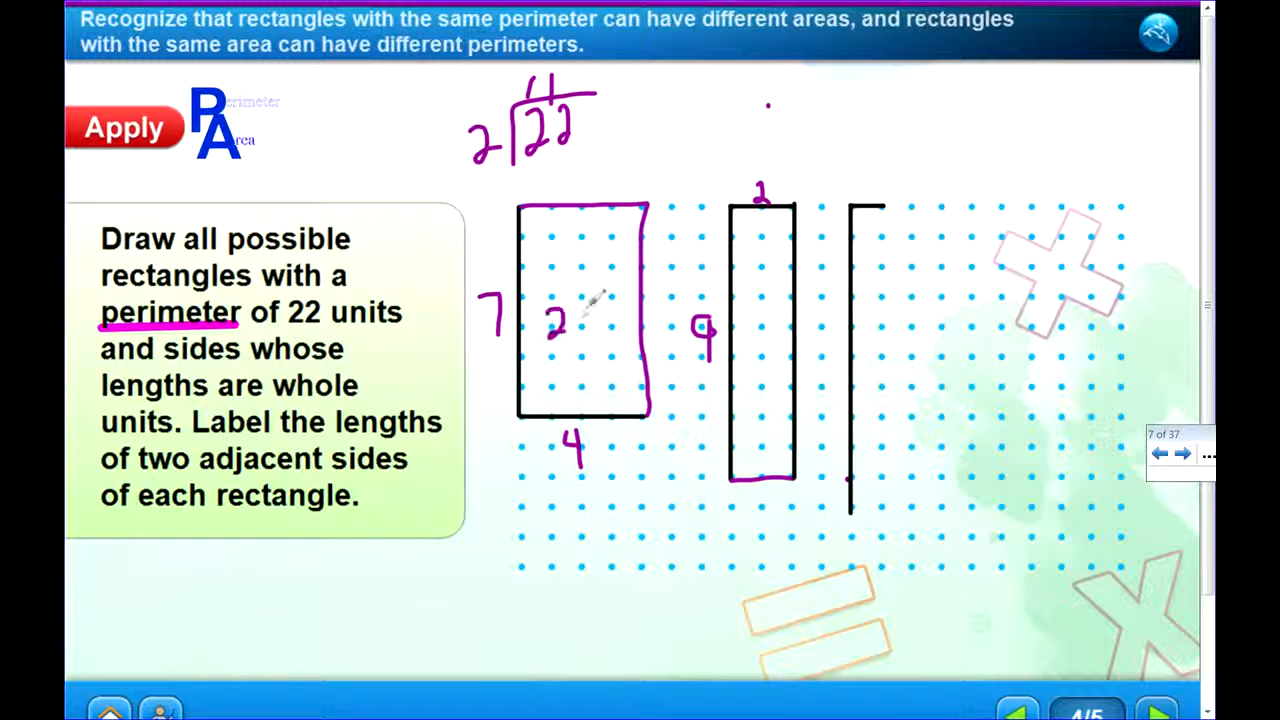 Recognize that rectangles with the same perimeter can have different areas, and rectangles
with the same area can have different perimeters.
Apply
Perimeter
Area
11
2 22
Draw all possible
rectangles with a
perimeter of 22 units
and sides whose
lengths are whole
units. Label the lengths
of two adjacent sides
of each rectangle.
7
2
4
2
9
7 of 37
...
4/5